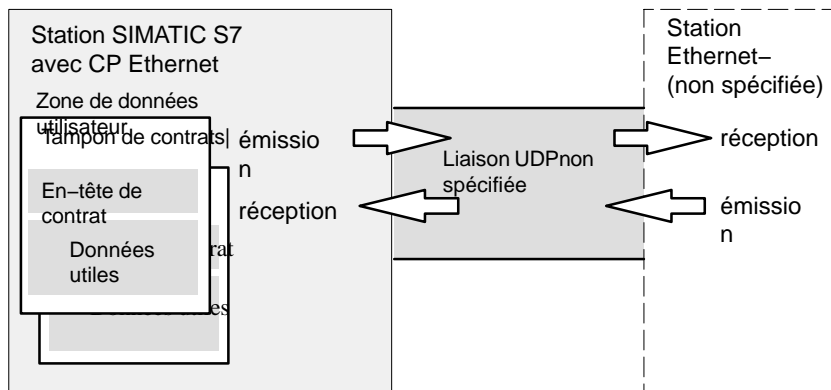 Station SIMATIC S7
avec CP Ethernet
Zone de données
utilisateur
Tampon de contrats
En–tête de
contrat
Données
utiles
rat
émissio
n
réception
Liaison UDPnon
spécifiée
Station
Ethernet–
(non spécifiée)
réception
émissio
n